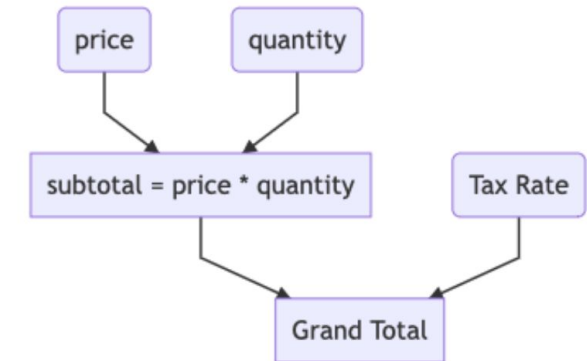 price
quantity
subtotal = price * quantity
Tax Rate
Grand Total